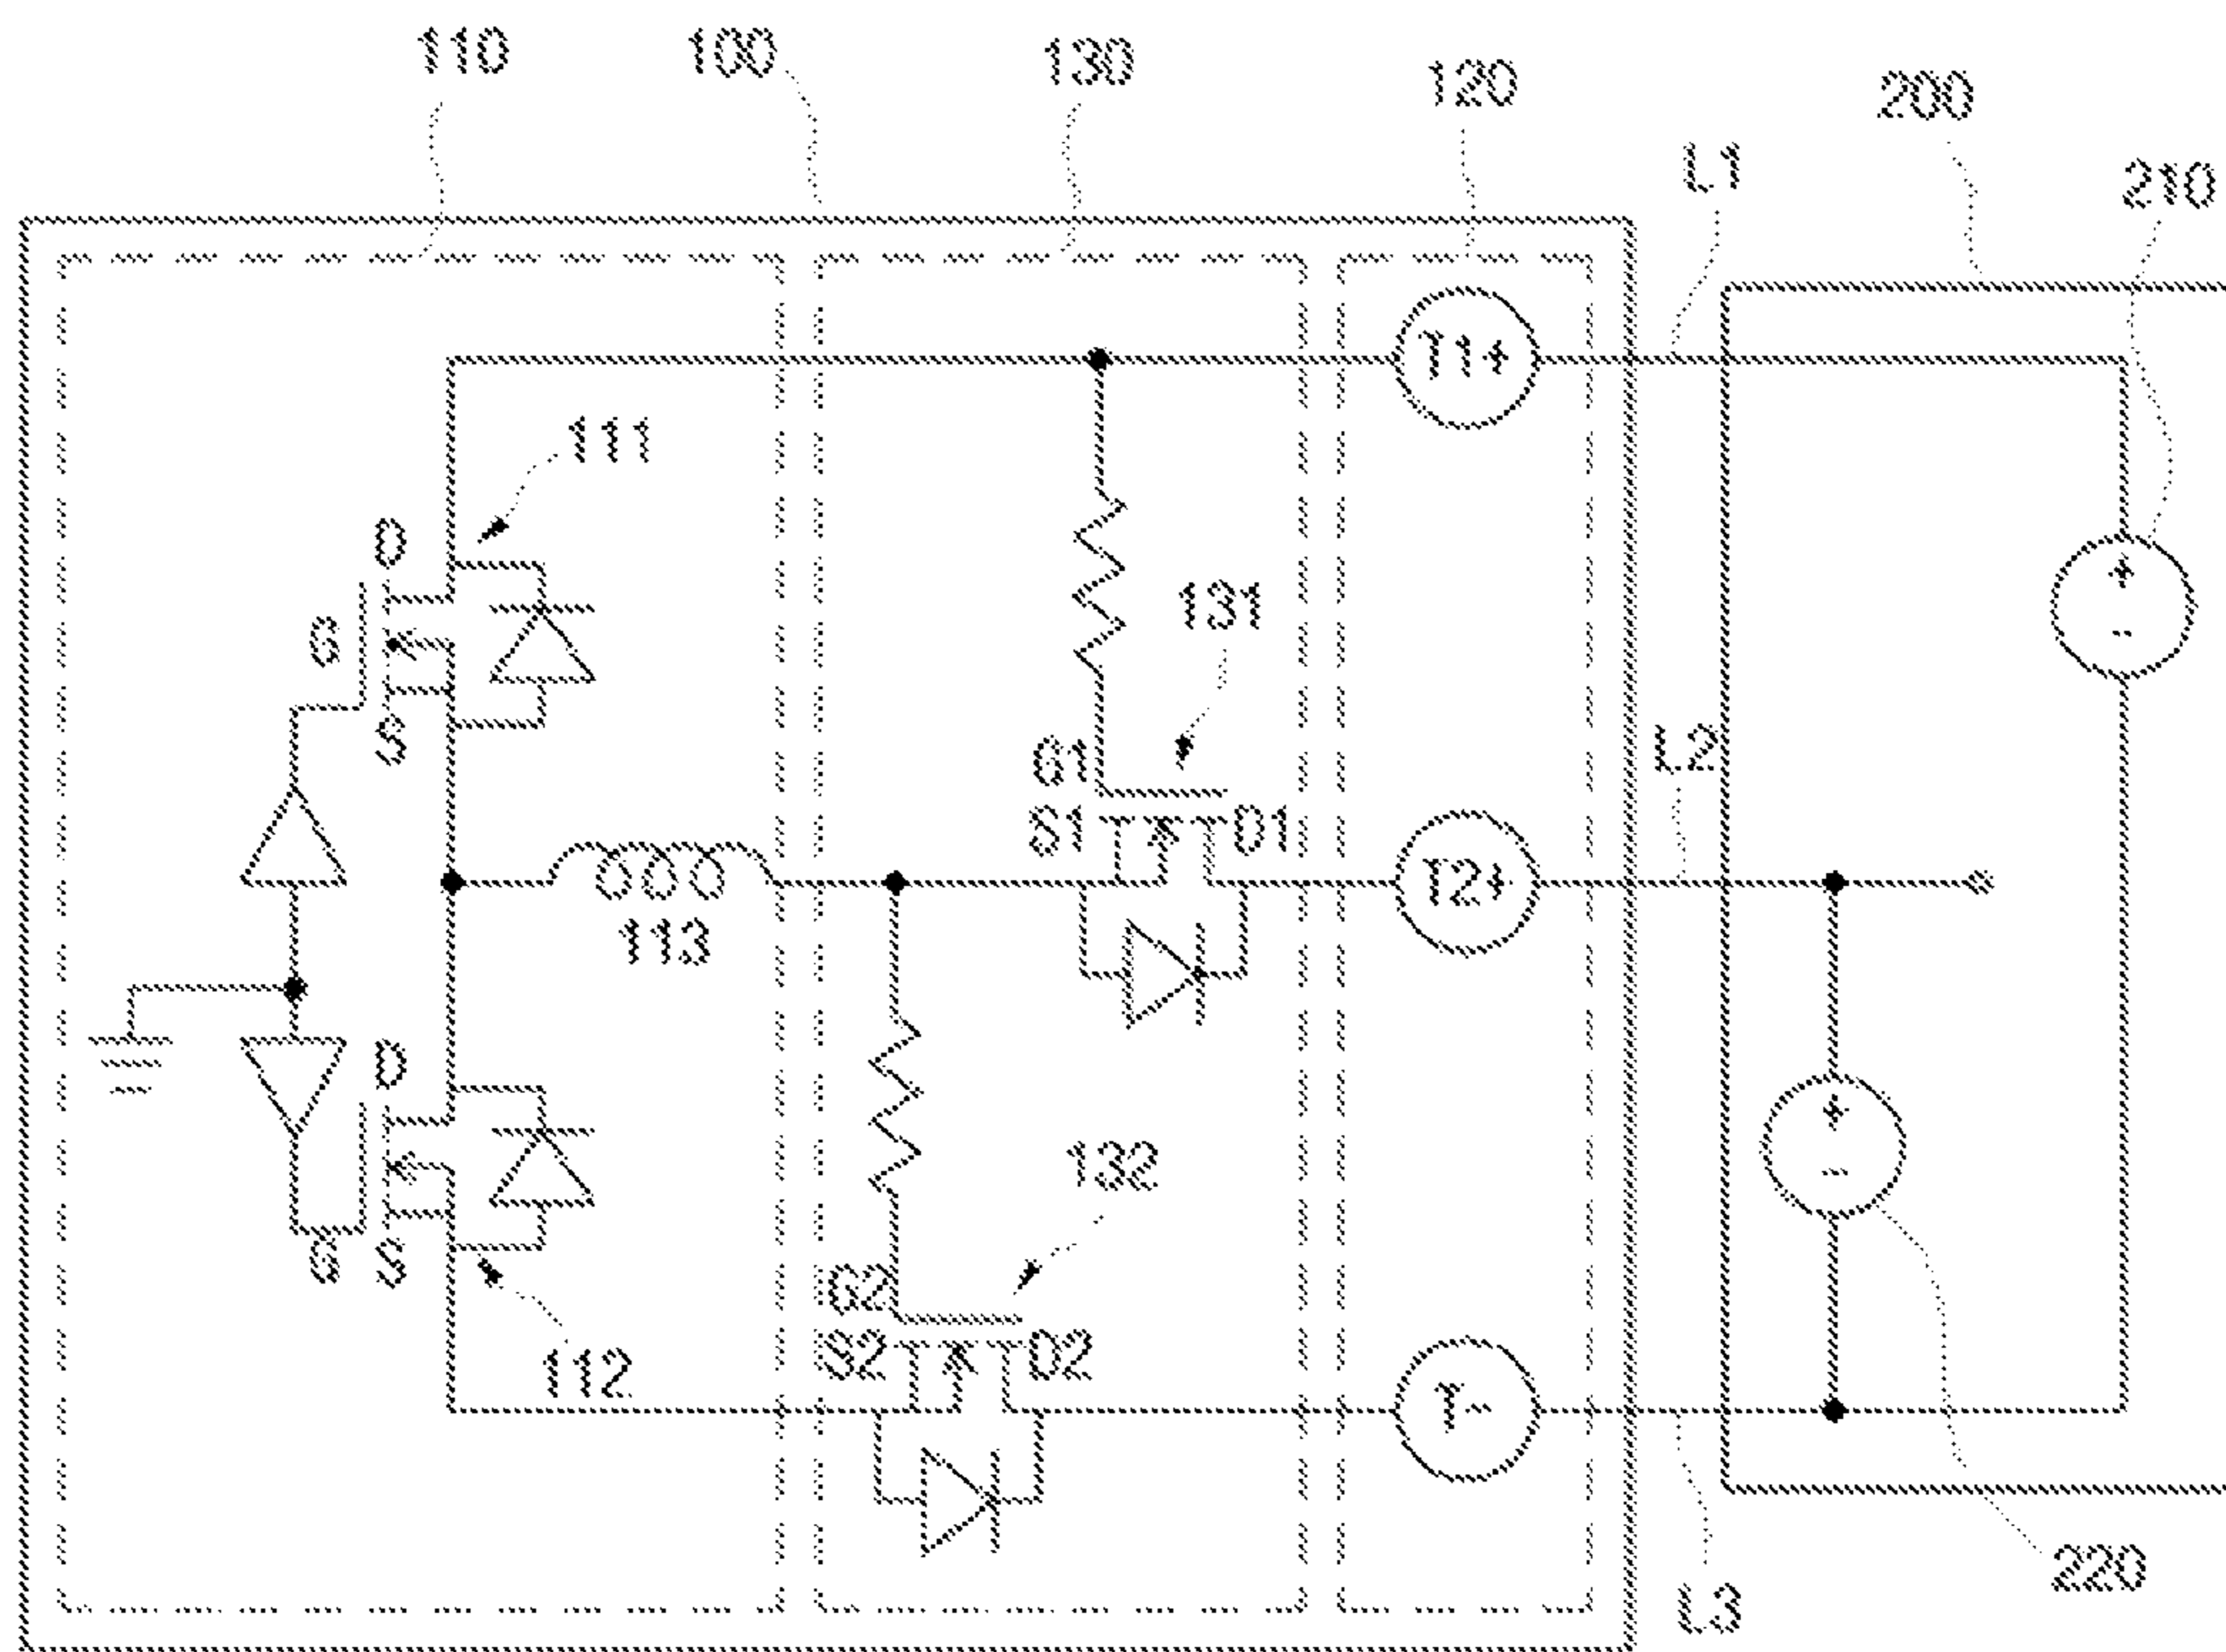 110
100
130
120
200
L1
210
T1+
111
D
G
S
131
+
-
G1
S1
D1
L2
T2+
113
D
G
S
132
+
-
G2
S2
D2
112
T-
220
L3